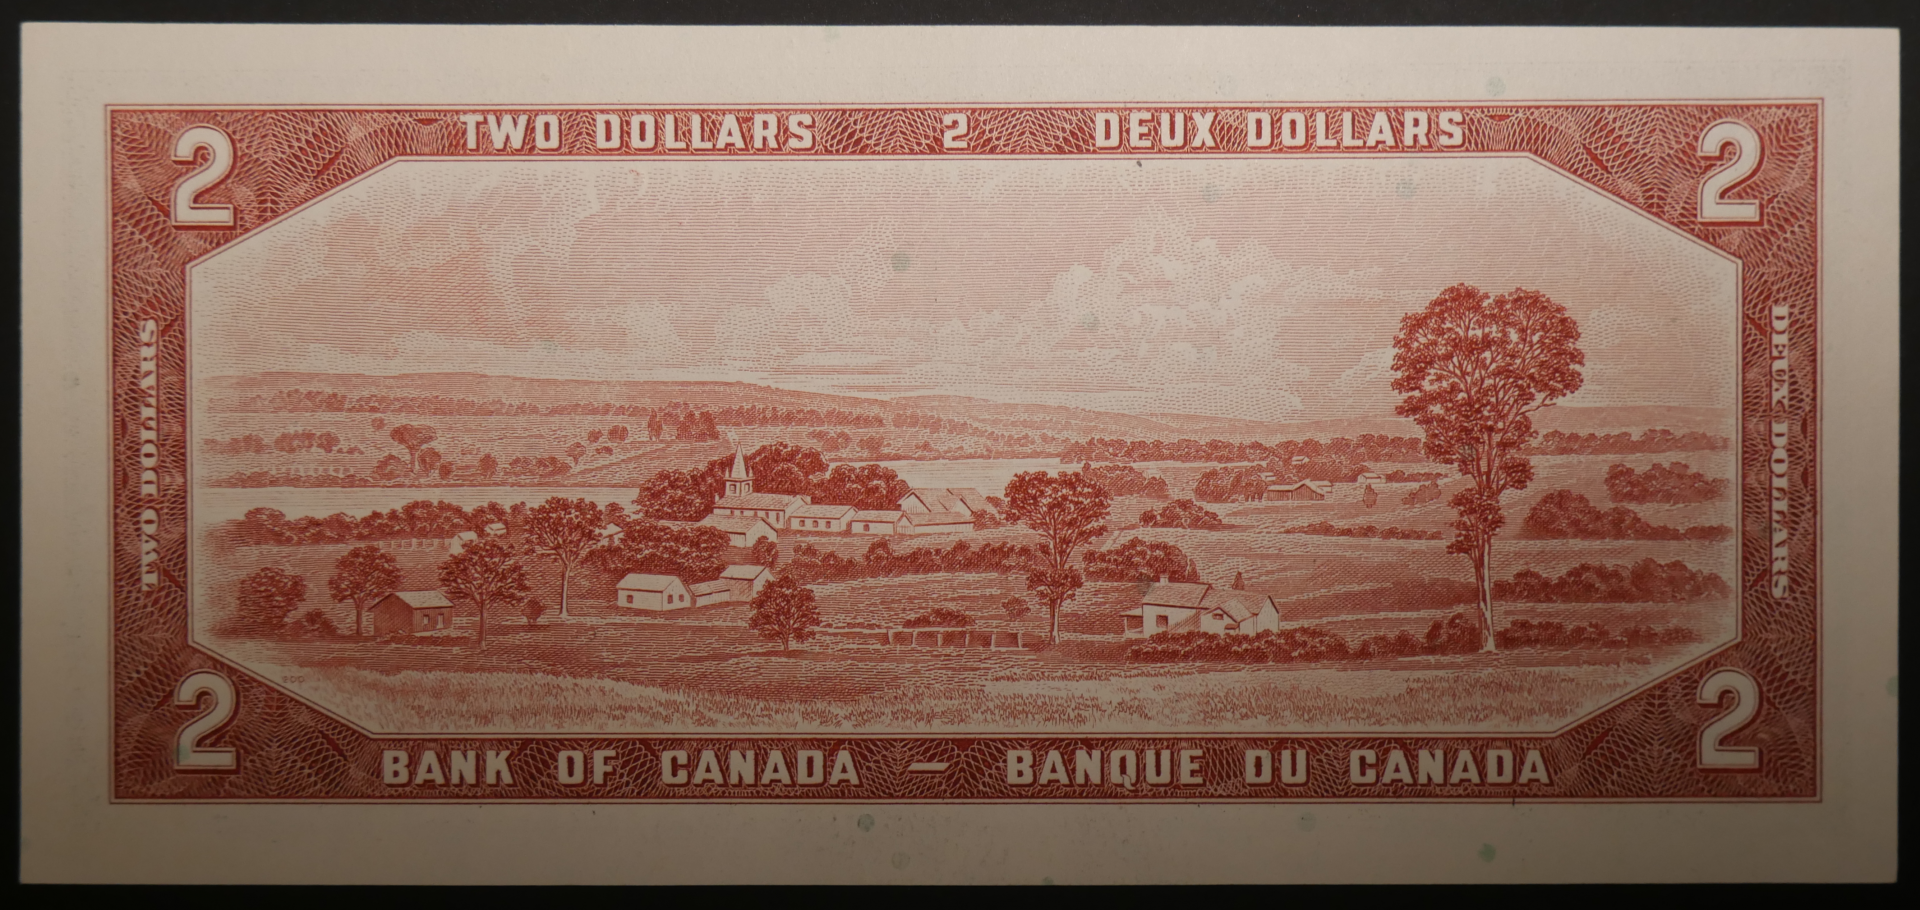 TWO DOLLARS 2 DEUX DOLLARS
2 2
TWO DOLLARS
DEUX DOLLARS
2 2
BANK OF CANADA — BANQUE DU CANADA